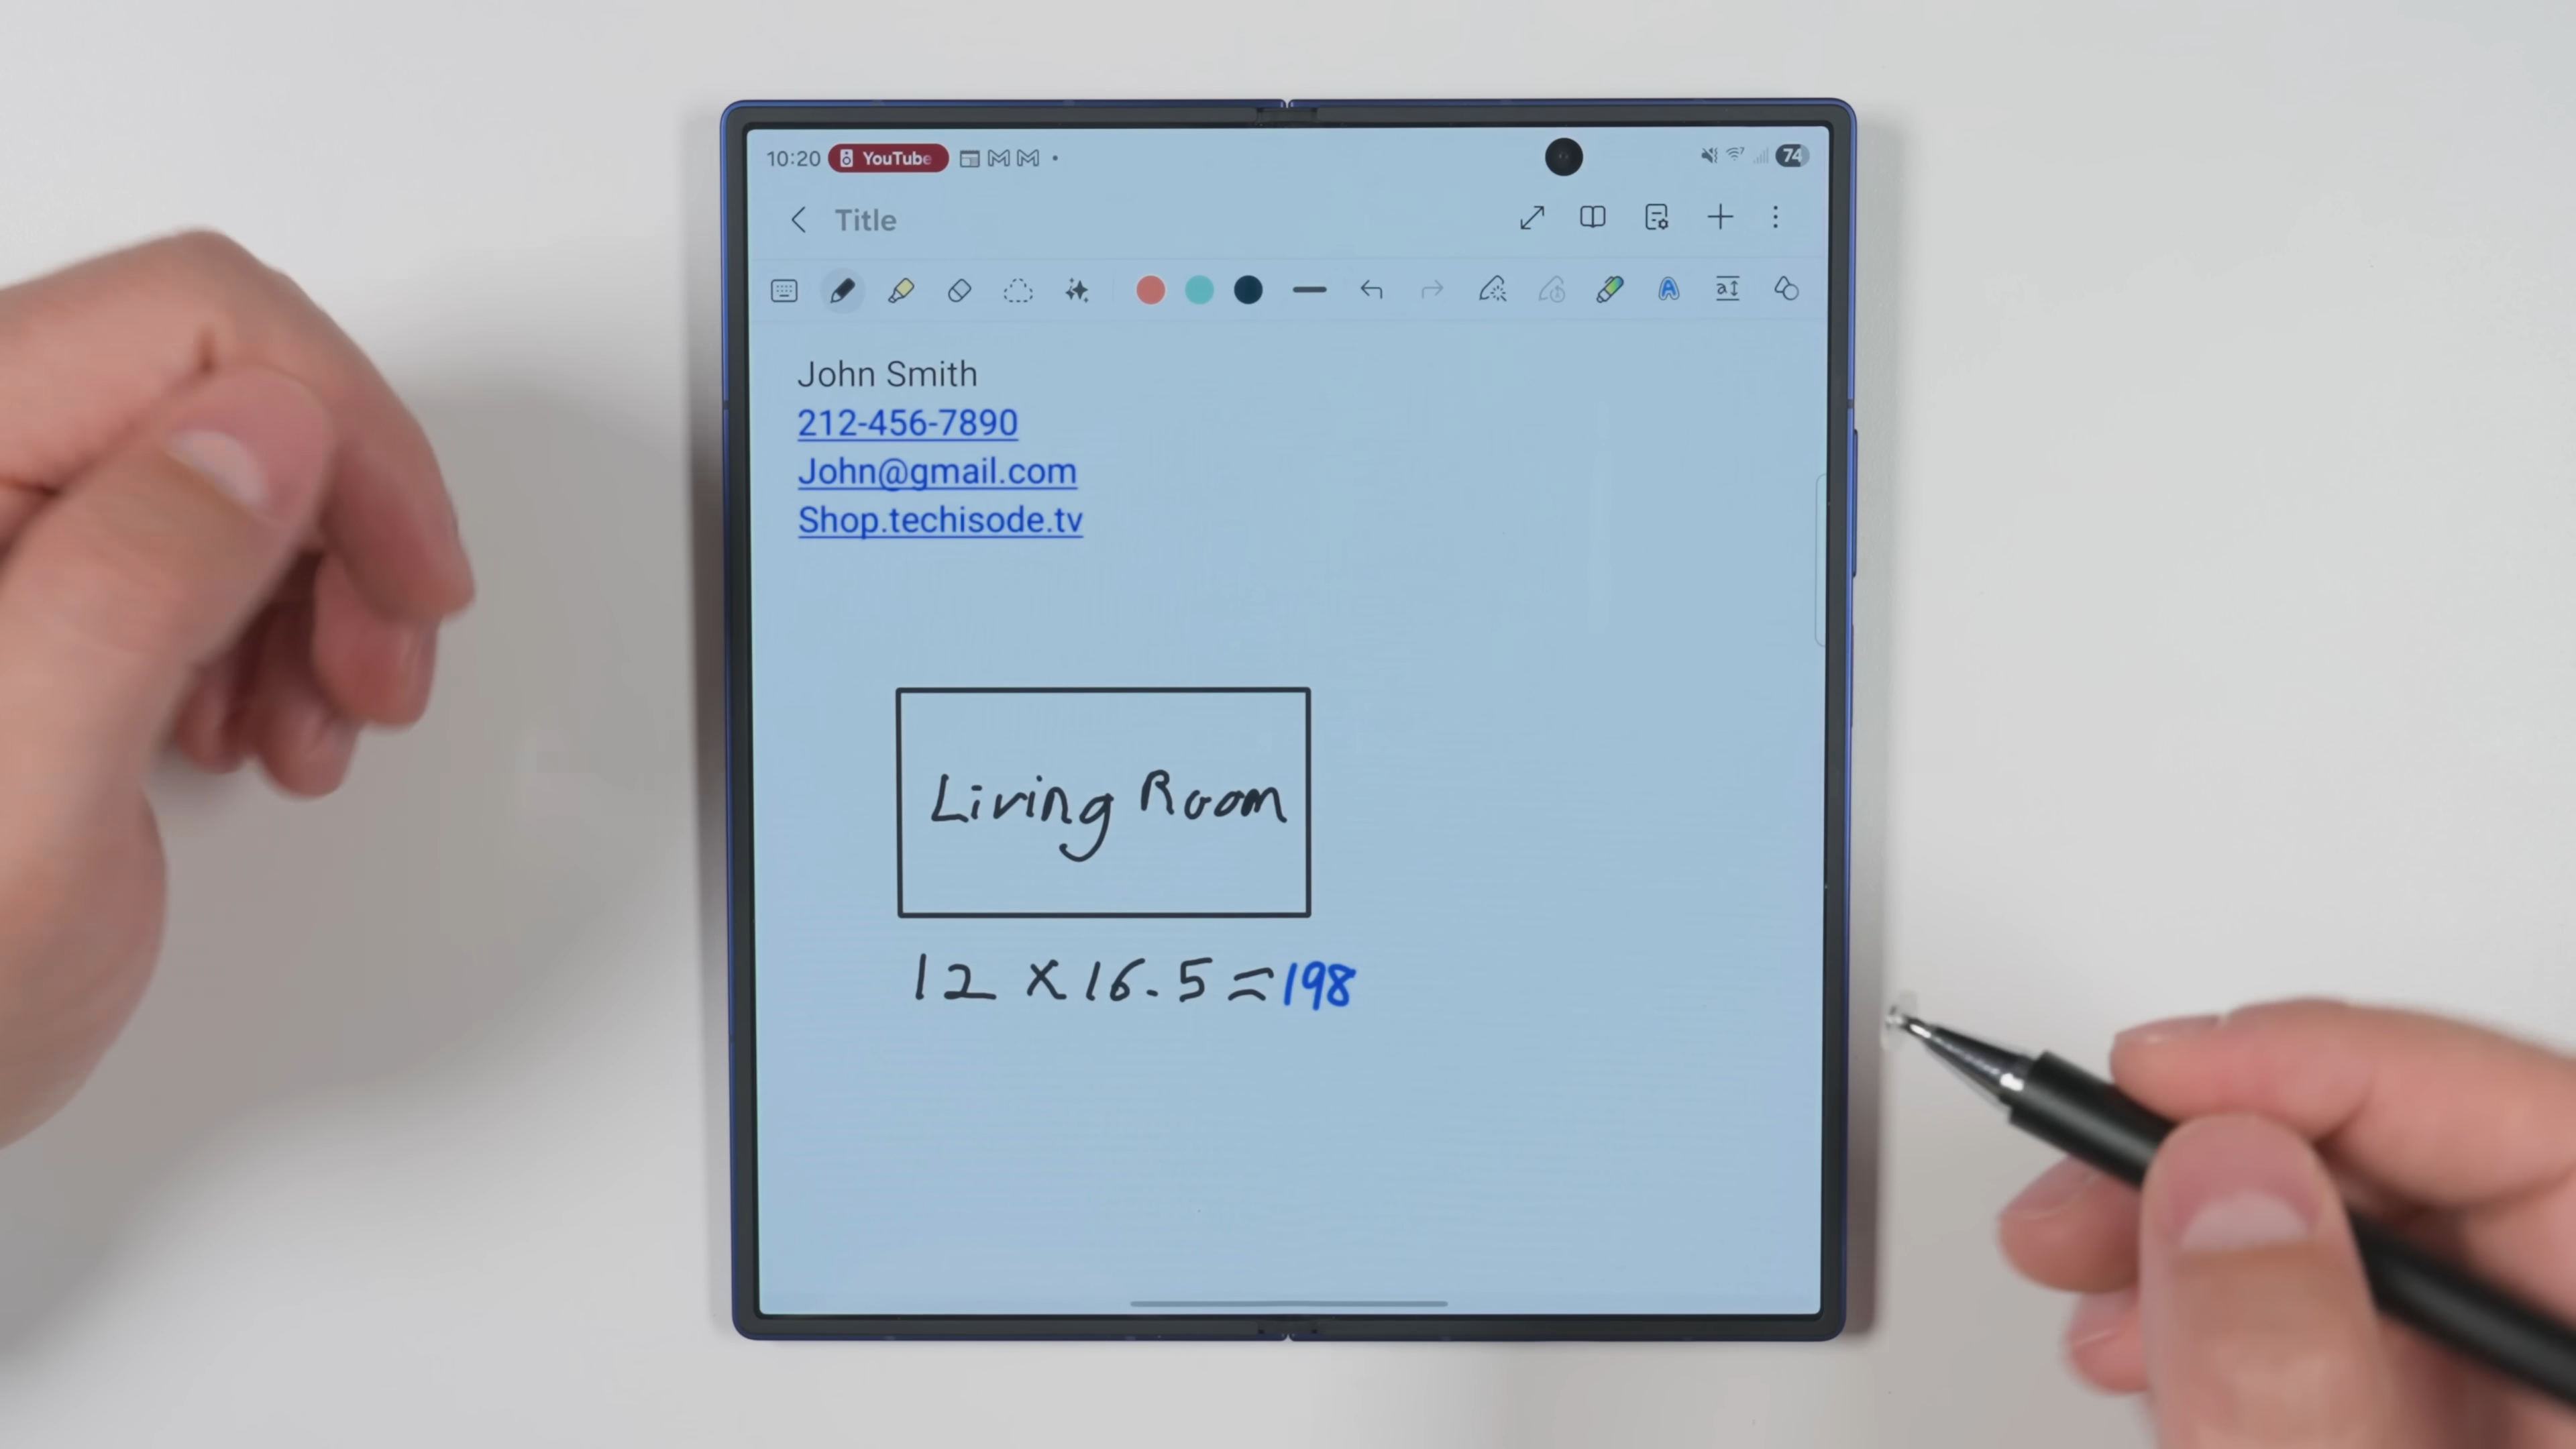 10:20 YouTube 74
Title
John Smith
212-456-7890
John@gmail.com
Shop.techisode.tv
Living Room
12 x 16.5 = 198